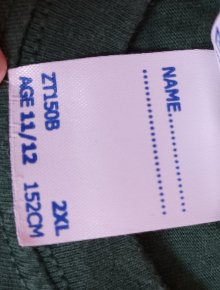 NAME....................
..............................
ZT150B 2XL
AGE 11/12 152CM